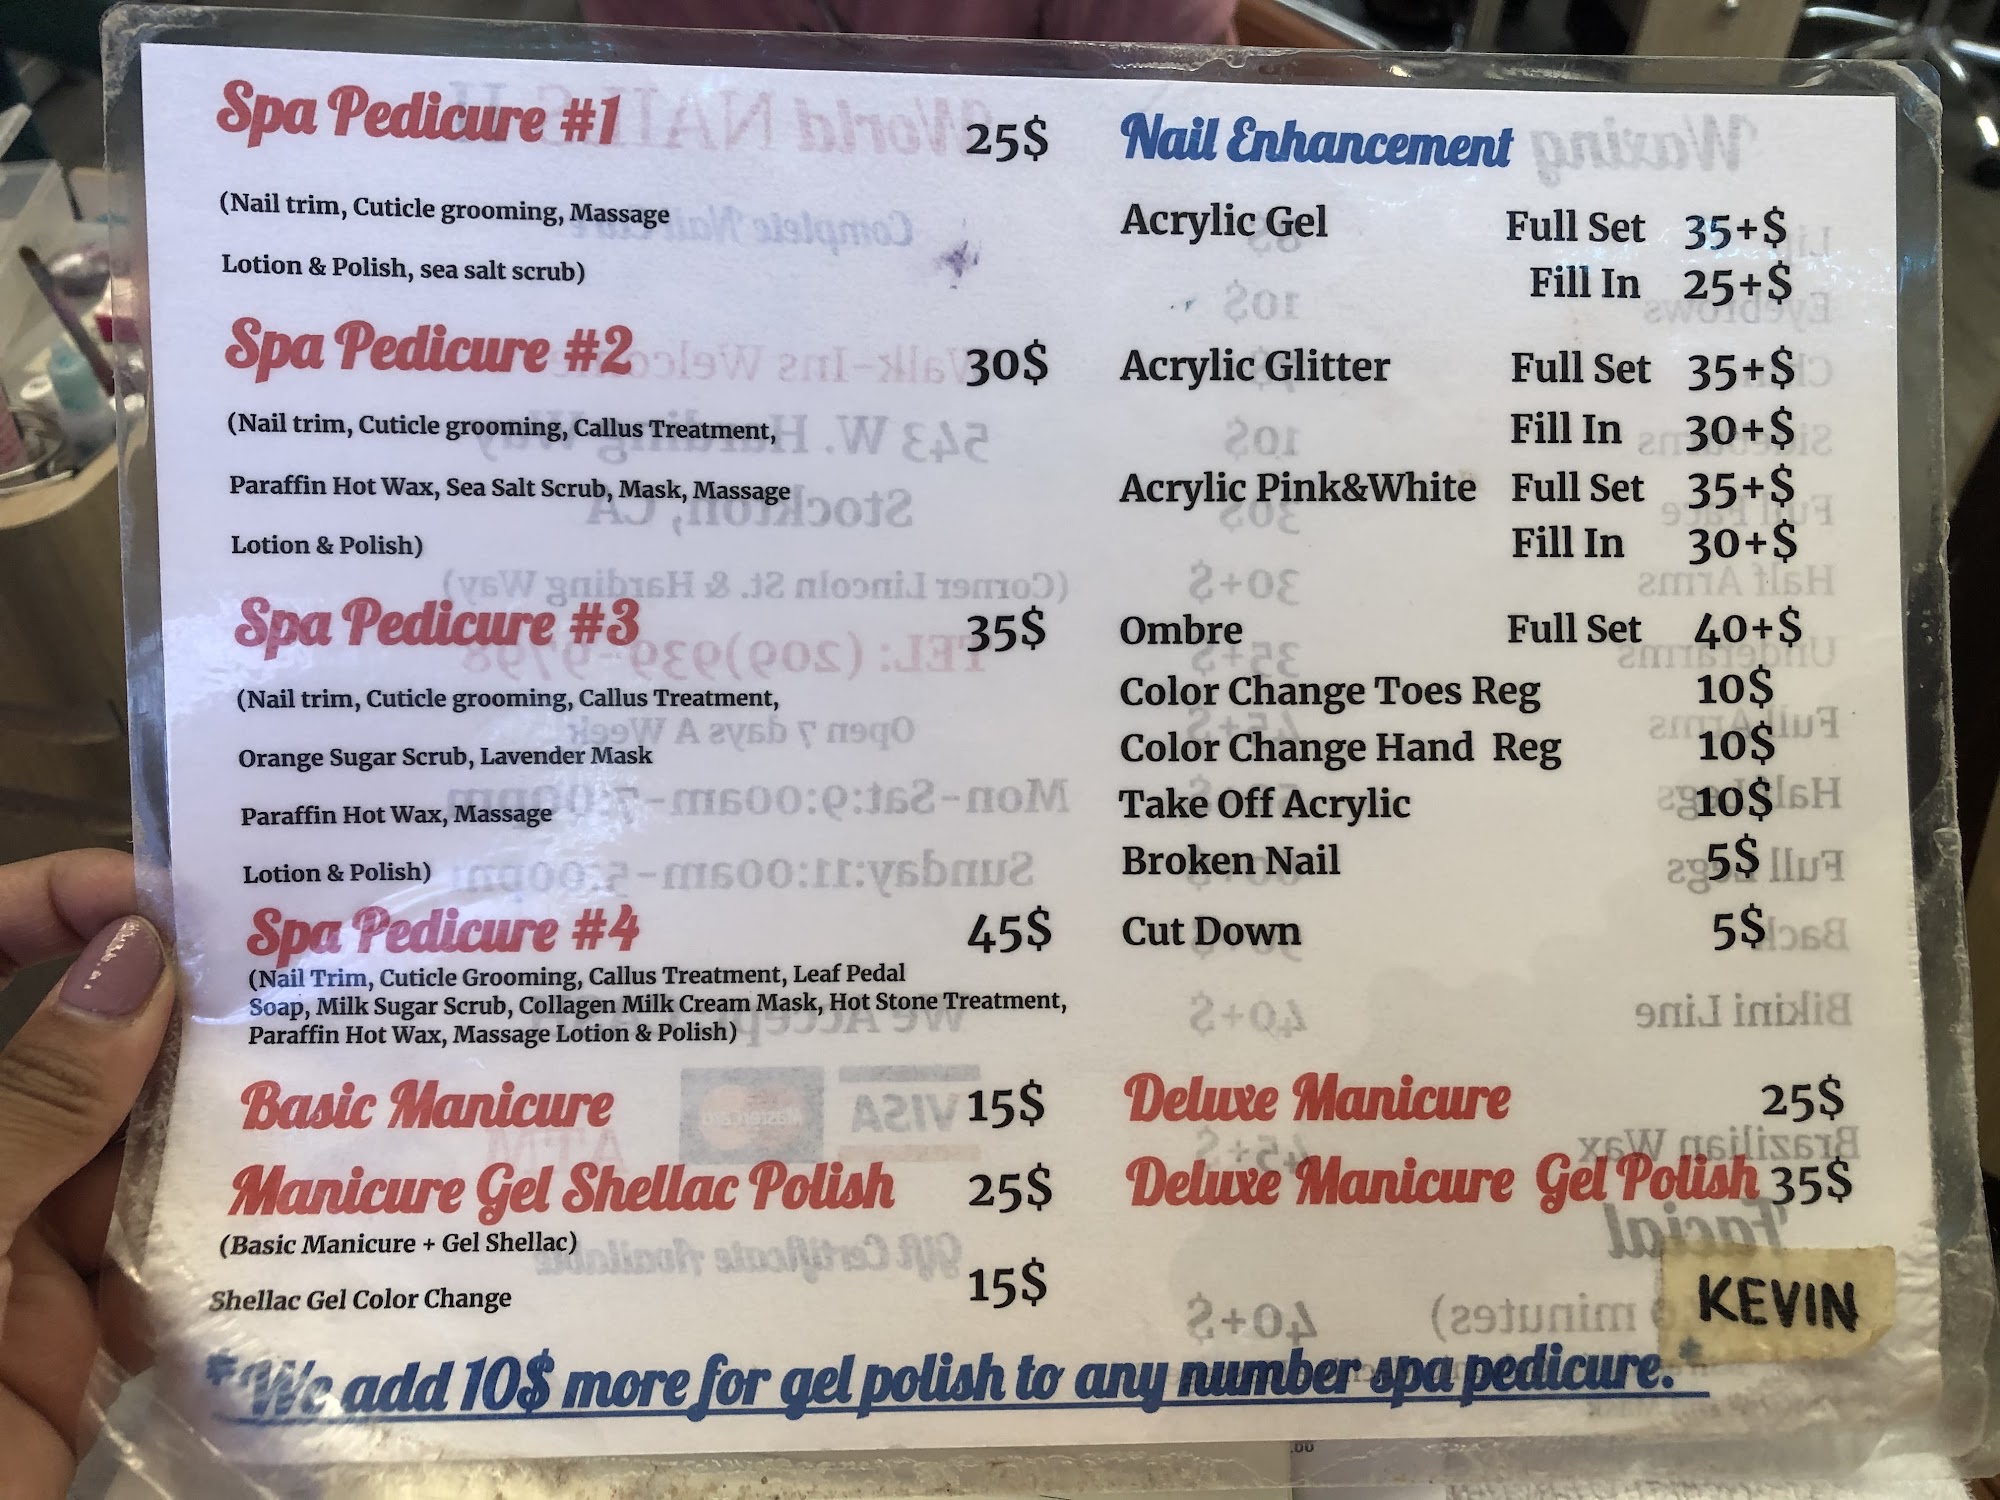 Spa Pedicure #1 25$
(Nail trim, Cuticle grooming, Massage
Lotion & Polish, sea salt scrub)
Spa Pedicure #2 30$
(Nail trim, Cuticle grooming, Callus Treatment,
Paraffin Hot Wax, Sea Salt Scrub, Mask, Massage
Lotion & Polish)
Spa Pedicure #3 35$
(Nail trim, Cuticle grooming, Callus Treatment,
Orange Sugar Scrub, Lavender Mask
Paraffin Hot Wax, Massage
Lotion & Polish)
Spa Pedicure #4 45$
(Nail Trim, Cuticle Grooming, Callus Treatment, Leaf Pedal
Soap, Milk Sugar Scrub, Collagen Milk Cream Mask, Hot Stone Treatment,
Paraffin Hot Wax, Massage Lotion & Polish)
Basic Manicure 15$
Manicure Gel Shellac Polish 25$
(Basic Manicure + Gel Shellac)
Shellac Gel Color Change 15$
Nail Enhancement
Acrylic Gel Full Set 35+$
Fill In 25+$
Acrylic Glitter Full Set 35+$
Fill In 30+$
Acrylic Pink&White Full Set 35+$
Fill In 30+$
Ombre Full Set 40+$
Color Change Toes Reg 10$
Color Change Hand Reg 10$
Take Off Acrylic 10$
Broken Nail 5$
Cut Down 5$
Deluxe Manicure 25$
Deluxe Manicure Gel Polish 35$
KEVIN
*We add 10$ more for gel polish to any number spa pedicure.*